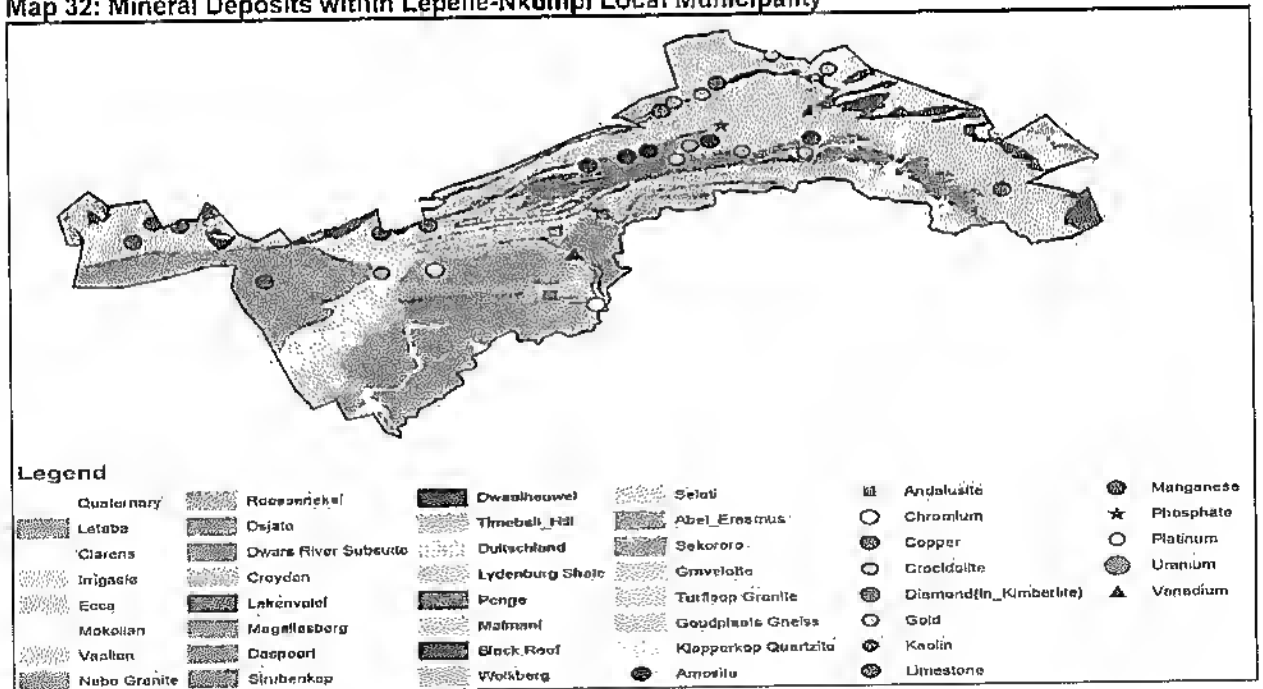 Map 32: Mineral Deposits within Lepelle-Nkumpi Local Municipality
Legend
Quaternary
Letaba
Clarens
Irrigasie
Ecca
Mokolian
Vaalian
Nebo Granite
Rooseniekal
Dsjate
Dwars River Subsuite
Croydon
Lakenvalei
Magaliesberg
Daspoort
Strubenkop
Dwaalheuwel
Timeball_Hill
Duitschland
Lydenburg Shale
Penge
Malmani
Black Reef
Wolkberg
Selati
Abel_Erasmus
Sekororo
Gravelotte
Turfloop Granite
Goudplaats Gneiss
Klapperkop Quartzite
Amosite
Andalusite
Chromium
Copper
Crocidolite
Diamond(In_Kimberlite)
Gold
Kaolin
Limestone
Manganese
Phosphate
Platinum
Uranium
Vanadium